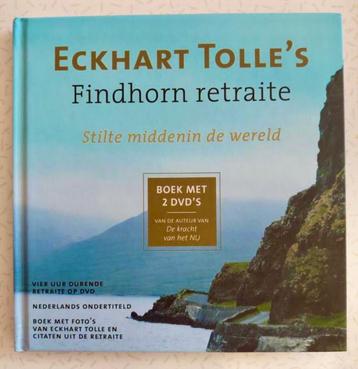 ECKHART TOLLE'S
Findhorn retraite
Stilte middenin de wereld
BOEK MET
2 DVD'S
VAN DE AUTEUR VAN
De kracht
van het NU
VIER UUR DURENDE
RETRAITE OP DVD
NEDERLANDS ONDERTITELD
BOEK MET FOTO'S
VAN ECKHART TOLLE EN
CITATEN UIT DE RETRAITE